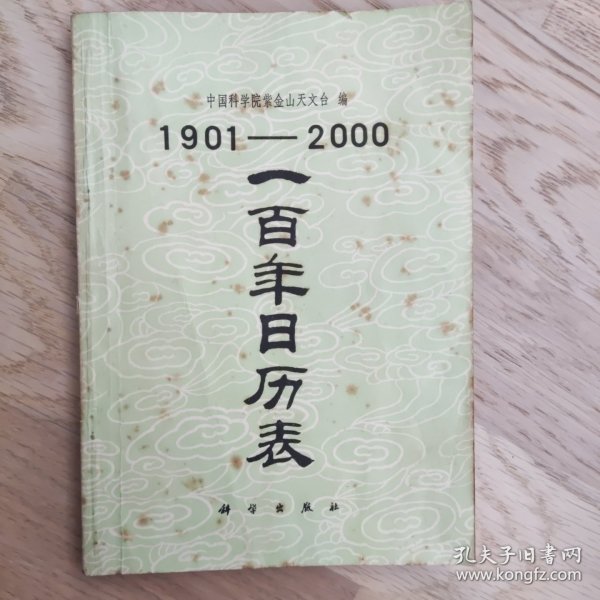 中国科学院紫金山天文台 编
1901—2000
一百年日历表
科学出版社
孔夫子旧书网
www.kongfz.com